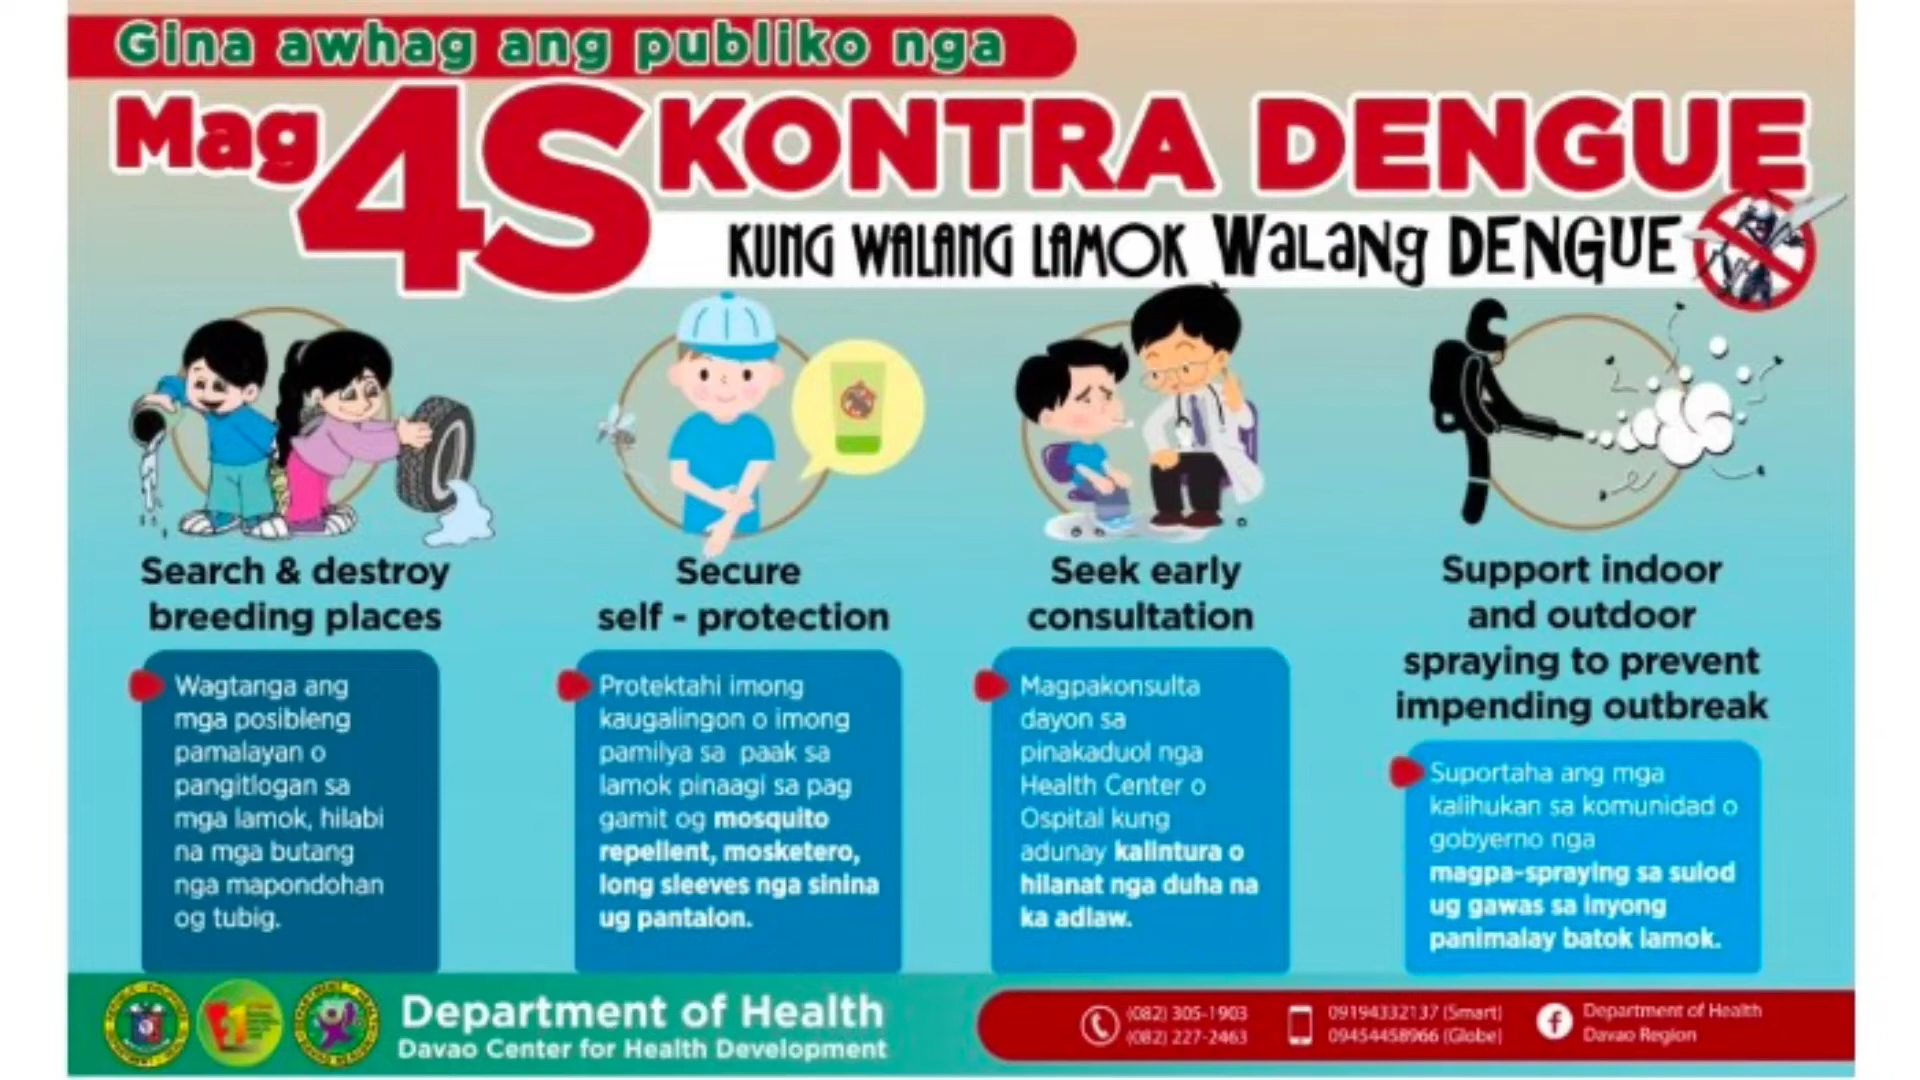 Gina awhag ang publiko nga
Mag 4S KONTRA DENGUE
KUNG WALANG LAMOK WaLaNg DENGUE
Search & destroy
breeding places
Wagtanga ang
mga posibleng
pamalayan o
pangitlogan sa
mga lamok, hilabi
na mga butang
nga mapondohan
og tubig.
Secure
self - protection
Protektahi imong
kaugalingon o imong
pamilya sa paak sa
lamok pinaagi sa pag
gamit og mosquito
repellent, mosketero,
long sleeves nga sinina
ug pantalon.
Seek early
consultation
Magpakonsulta
dayon sa
pinakaduol nga
Health Center o
Ospital kung
adunay kalintura o
hilanat nga duha na
ka adlaw.
Support indoor
and outdoor
spraying to prevent
impending outbreak
Suportaha ang mga
kalihukan sa komunidad o
gobyerno nga
magpa-spraying sa sulod
ug gawas sa inyong
panimalay batok lamok.
Department of Health
Davao Center for Health Development
(082) 305-1903
(082) 227-2463
09194332137 (Smart)
09454458966 (Globe)
Department of Health
Davao Region